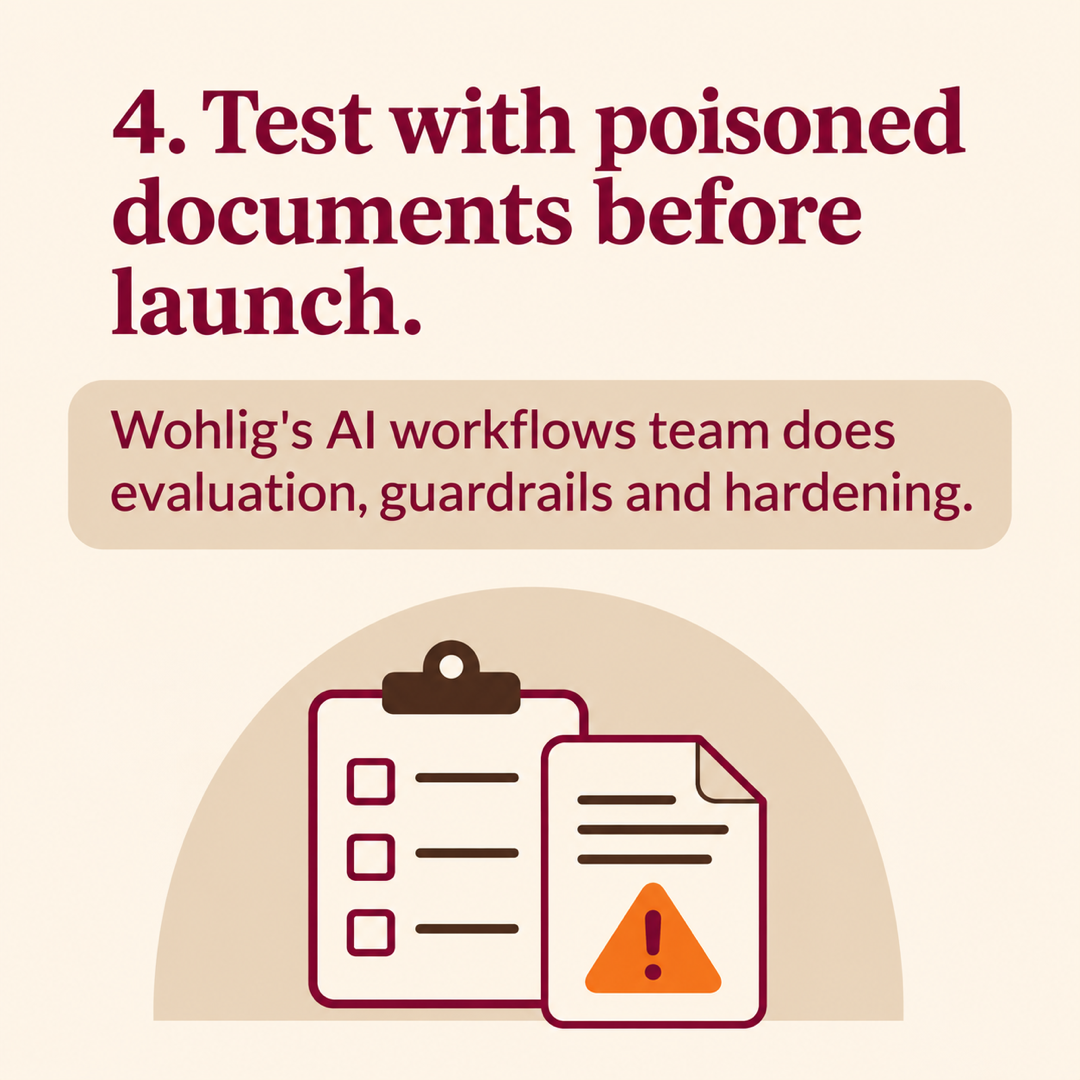 4. Test with poisoned
documents before
launch.
Wohlig's AI workflows team does
evaluation, guardrails and hardening.